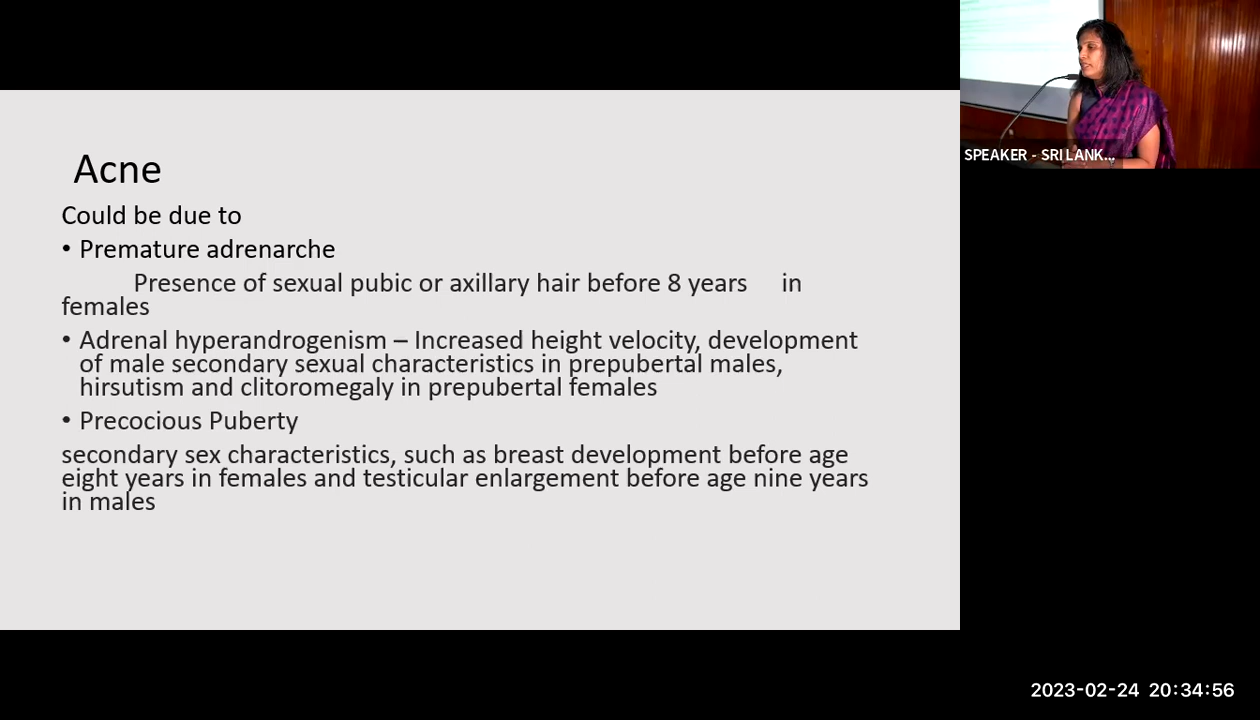 SPEAKER - SRI LANK...
Acne
Could be due to
• Premature adrenarche
Presence of sexual pubic or axillary hair before 8 years in
females
• Adrenal hyperandrogenism – Increased height velocity, development
of male secondary sexual characteristics in prepubertal males,
hirsutism and clitoromegaly in prepubertal females
• Precocious Puberty
secondary sex characteristics, such as breast development before age
eight years in females and testicular enlargement before age nine years
in males
2023-02-24 20:34:56